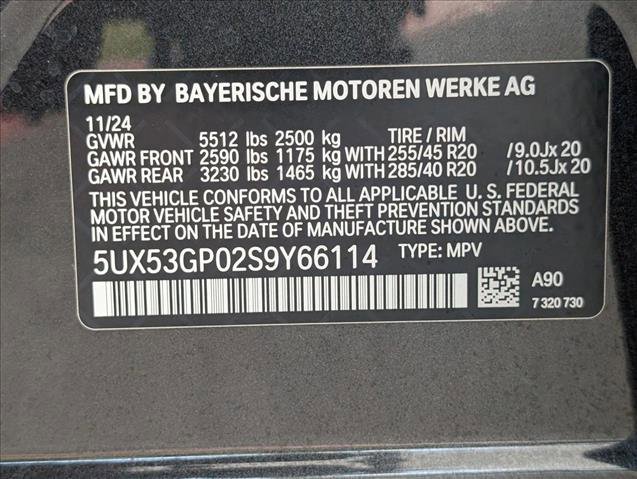 MFD BY BAYERISCHE MOTOREN WERKE AG
11/24
GVWR 5512 lbs 2500 kg TIRE / RIM
GAWR FRONT 2590 lbs 1175 kg WITH 255/45 R20 /9.0Jx20
GAWR REAR 3230 lbs 1465 kg WITH 285/40 R20 /10.5Jx20
THIS VEHICLE CONFORMS TO ALL APPLICABLE U. S. FEDERAL
MOTOR VEHICLE SAFETY AND THEFT PREVENTION STANDARDS
IN EFFECT ON THE DATE OF MANUFACTURE SHOWN ABOVE.
5UX53GP02S9Y66114 TYPE: MPV
A90
7 320 730